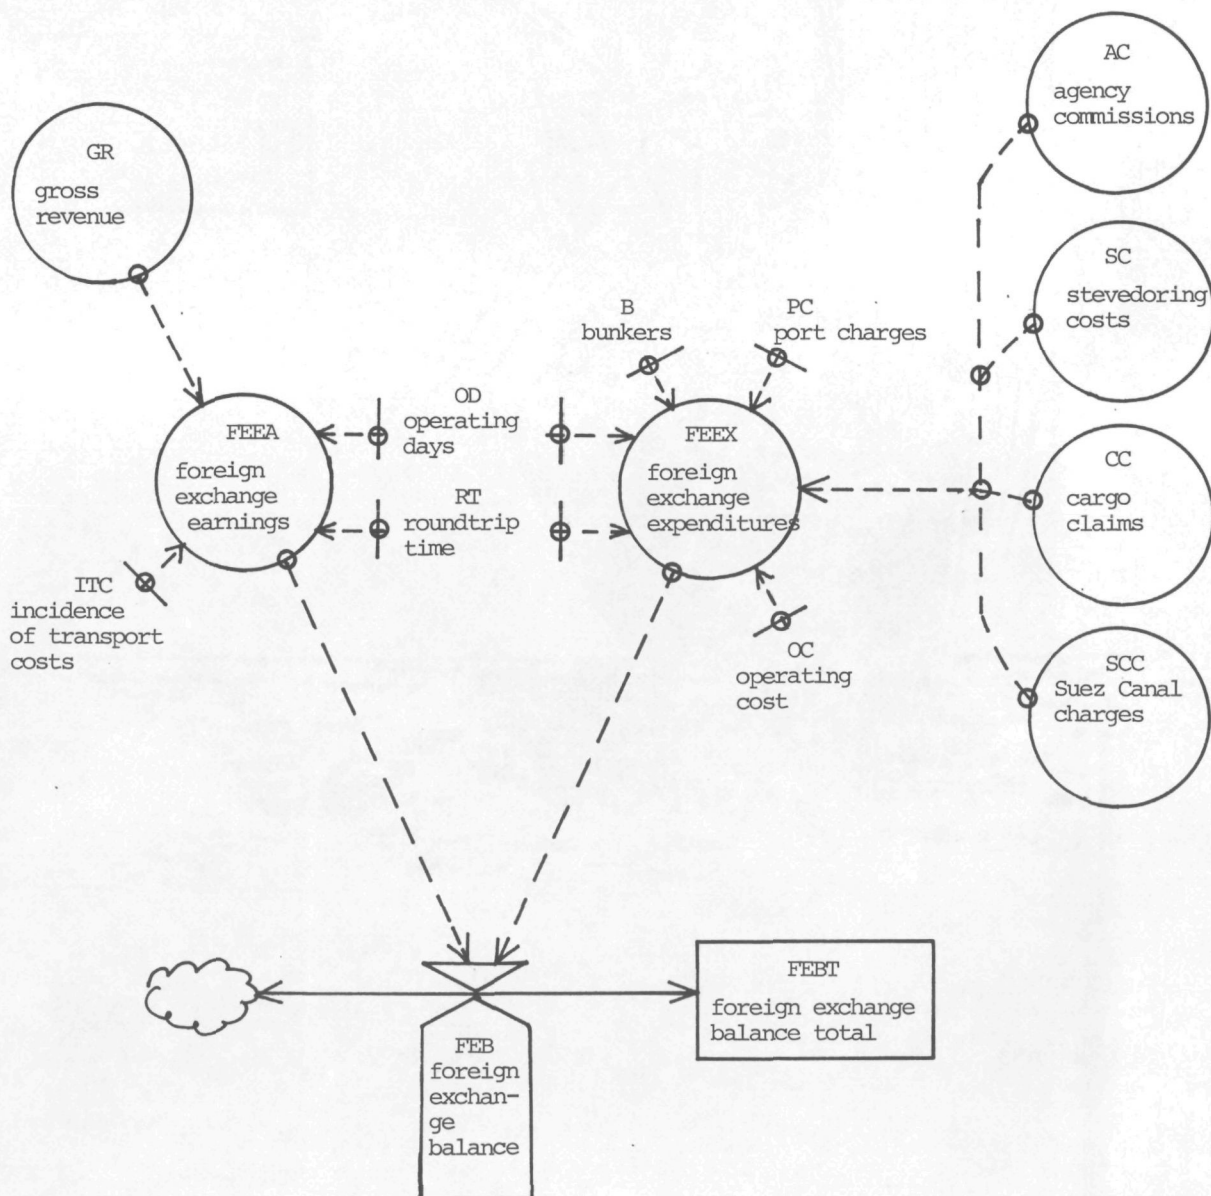 AC
agency
commissions
GR
gross
revenue
SC
stevedoring
costs
B
bunkers
PC
port charges
OD
operating
days
FEEA
foreign
exchange
earnings
FEEX
foreign
exchange
expenditures
RT
roundtrip
time
CC
cargo
claims
ITC
incidence
of transport
costs
OC
operating
cost
SCC
Suez Canal
charges
FEBT
foreign exchange
balance total
FEB
foreign
exchan-
ge
balance